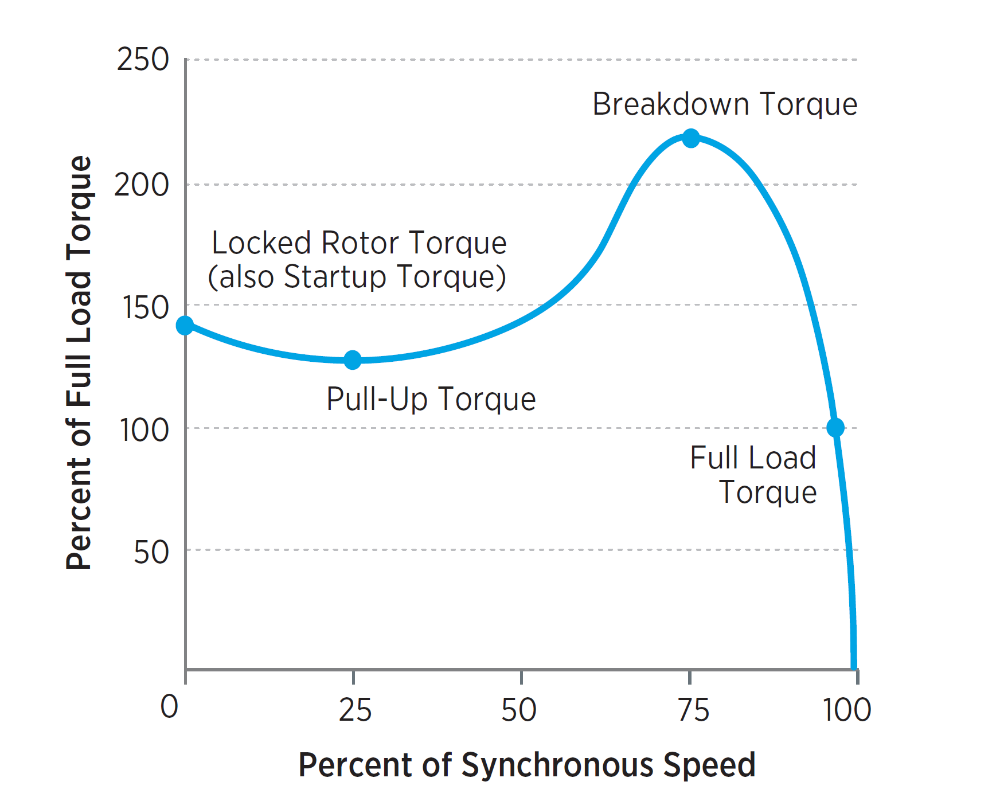 250
Breakdown Torque
200
Locked Rotor Torque
(also Startup Torque)
150
Pull-Up Torque
100
Full Load
Torque
50
Percent of Full Load Torque
0
25
50
75
100
Percent of Synchronous Speed